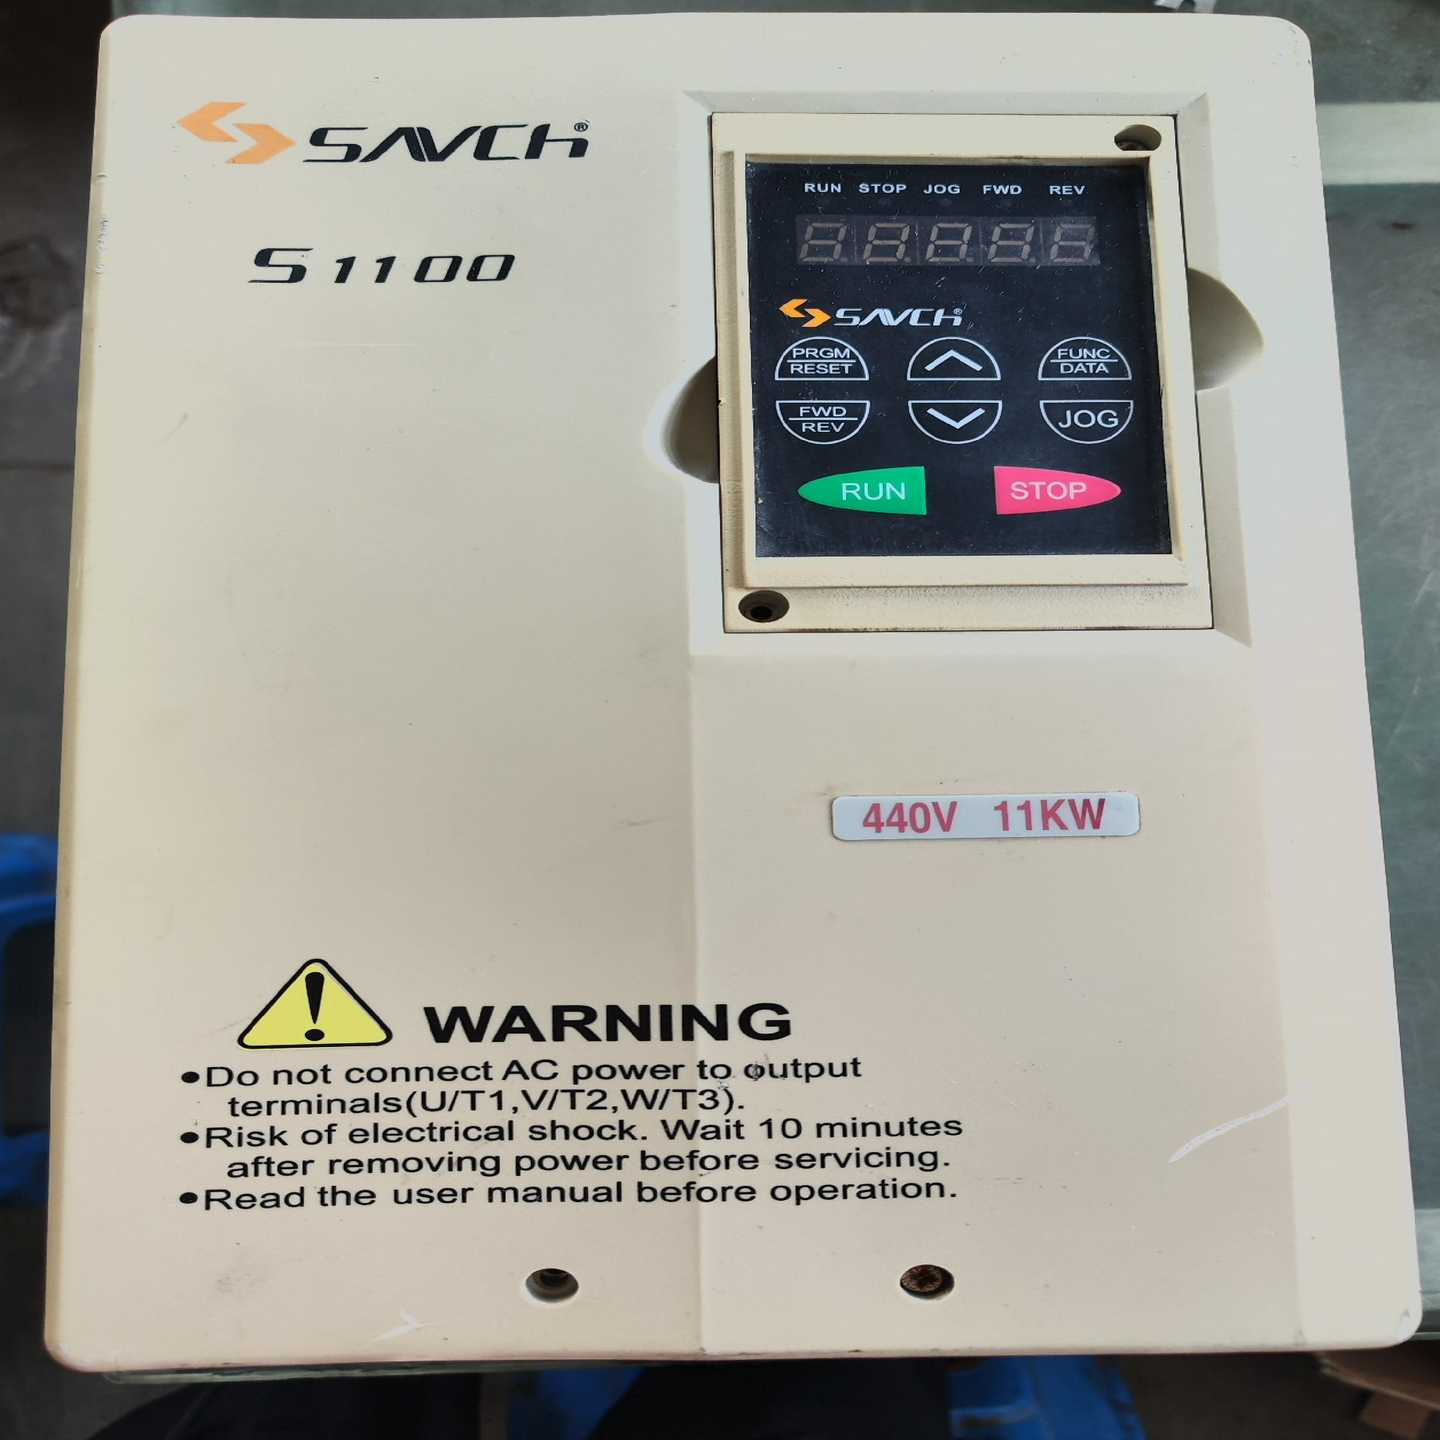 SAVCH®
S1100
RUN STOP JOG FWD REV
SAVCH®
PRGM
RESET
FUNC
DATA
FWD
REV
JOG
RUN STOP
440V 11KW
WARNING
•Do not connect AC power to output
terminals(U/T1,V/T2,W/T3).
•Risk of electrical shock. Wait 10 minutes
after removing power before servicing.
•Read the user manual before operation.